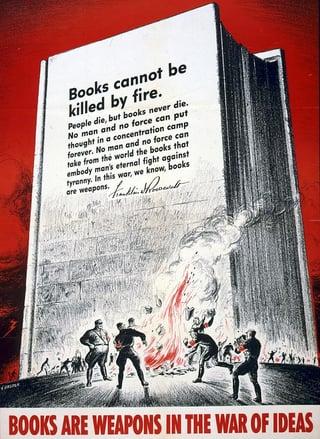 Books cannot be
killed by fire.
People die, but books never die.
No man and no force can put
thought in a concentration camp
forever. No man and no force can
take from the world the books that
embody man's eternal fight against
tyranny. In this war, we know, books
are weapons. Franklin D Roosevelt
BOOKS ARE WEAPONS IN THE WAR OF IDEAS